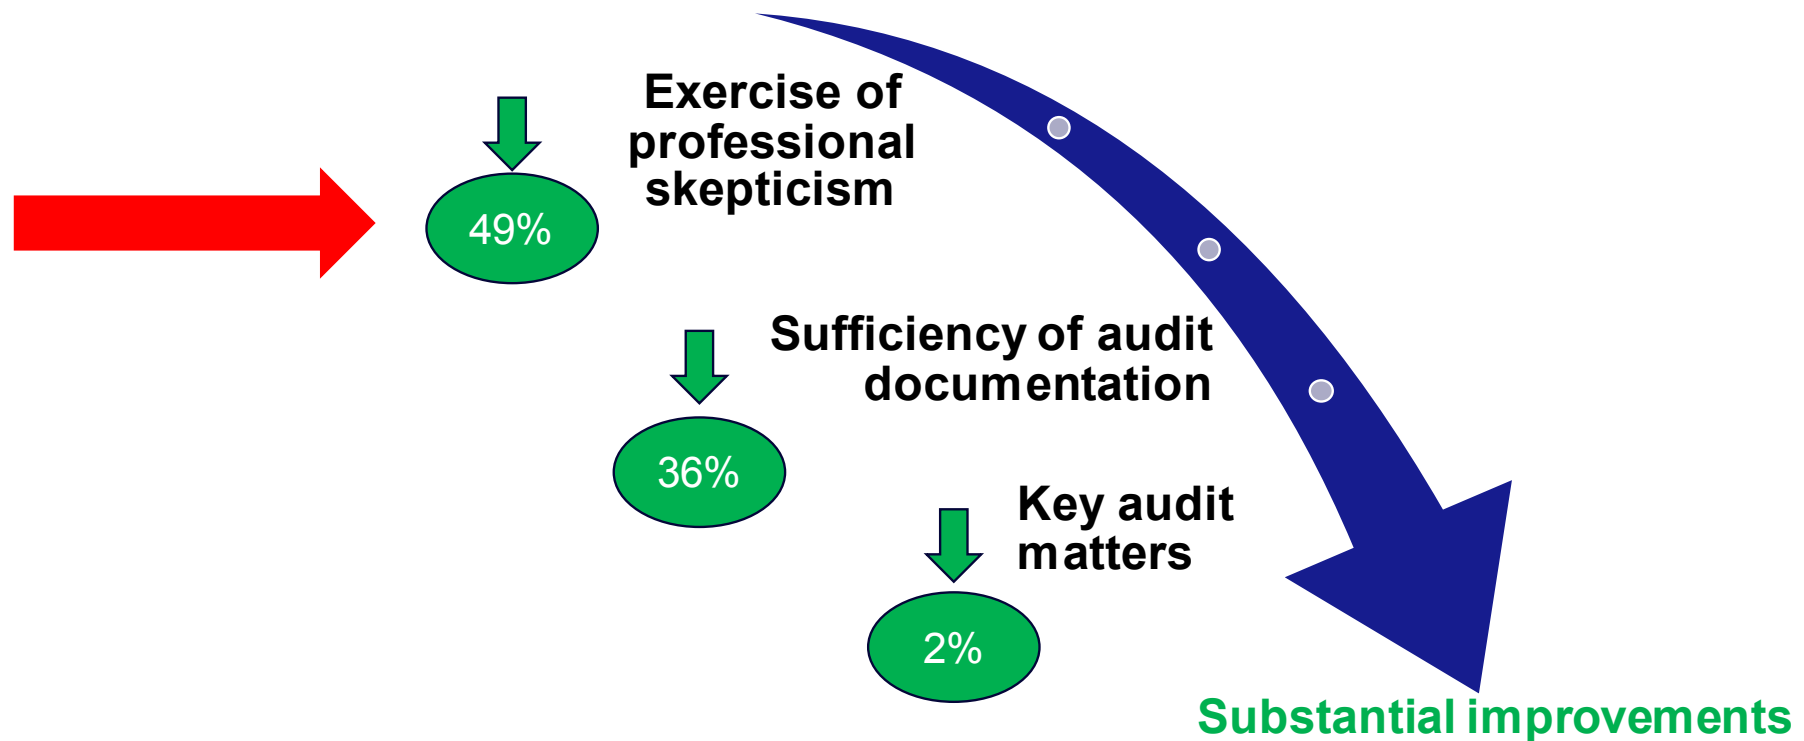 Exercise of
professional
skepticism
49%
Sufficiency of audit
documentation
36%
Key audit
matters
2%
Substantial improvements